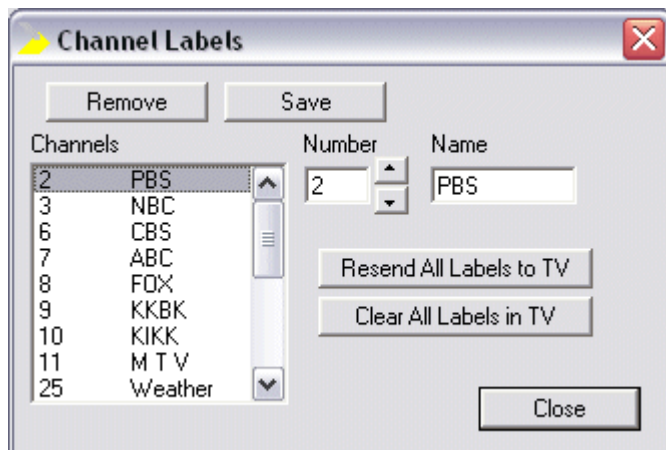 Channel Labels
Remove Save
Channels Number Name
2 PBS 2 PBS
3 NBC
6 CBS
7 ABC
8 FOX
9 KKBK
10 KIKK
11 M T V
25 Weather
Resend All Labels to TV
Clear All Labels in TV
Close